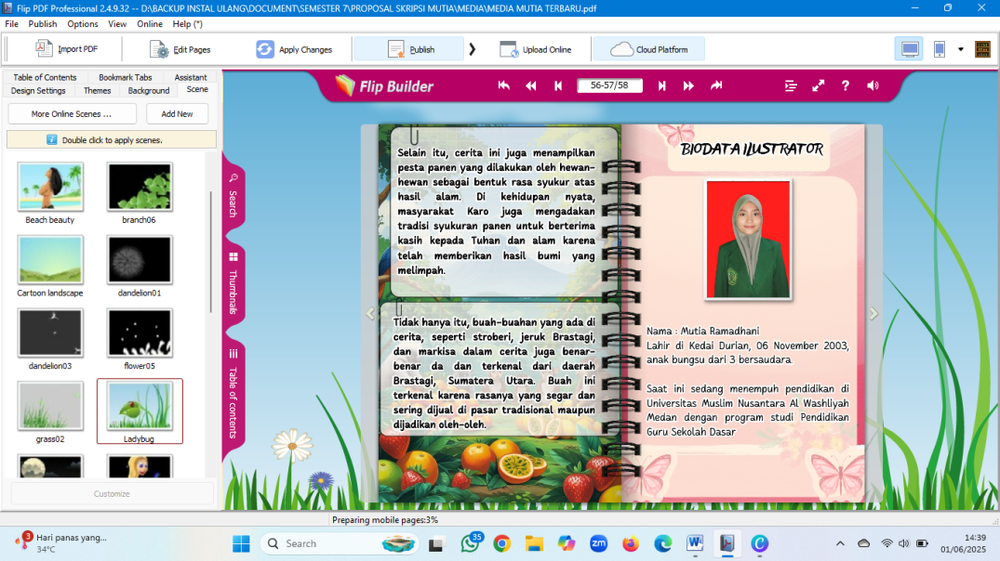 Flip PDF Professional 2.4.9.32 -- D:\BACKUP INSTAL ULANG\DOCUMENT\SEMESTER 7\PROPOSAL SKRIPSI MUTIA\MEDIA\MEDIA MUTIA TERBARU.pdf
File Publish Options View Online Help (*)
Import PDF Edit Pages Apply Changes Publish Upload Online Cloud Platform
Table of Contents Bookmark Tabs Assistant
Design Settings Themes Background Scene
More Online Scenes ... Add New
Double click to apply scenes.
Beach beauty branch06
Cartoon landscape dandelion01
dandelion03 flower05
grass02 Ladybug
Customize
Flip Builder
56-57/58
?
Search
Thumbnails
Table of contents
Selain itu, cerita ini juga menampilkan
pesta panen yang dilakukan oleh hewan-
hewan sebagai bentuk rasa syukur atas
hasil alam. Di kehidupan nyata,
masyarakat Karo juga mengadakan
tradisi syukuran panen untuk berterima
kasih kepada Tuhan dan alam karena
telah memberikan hasil bumi yang
melimpah.
Tidak hanya itu, buah-buahan yang ada di
cerita, seperti stroberi, jeruk Brastagi,
dan markisa dalam cerita juga benar-
benar da dan terkenal dari daerah
Brastagi, Sumatera Utara. Buah ini
terkenal karena rasanya yang segar dan
sering dijual di pasar tradisional maupun
dijadikan oleh-oleh.
BIODATA ILUSTRATOR
Nama : Mutia Ramadhani
Lahir di Kedai Durian, 06 November 2003,
anak bungsu dari 3 bersaudara
Saat ini sedang menempuh pendidikan di
Universitas Muslim Nusantara Al Washliyah
Medan dengan program studi Pendidikan
Guru Sekolah Dasar
Preparing mobile pages:3%
3
Hari panas yang...
34°C
Search
35
zm
14:39
01/06/2025